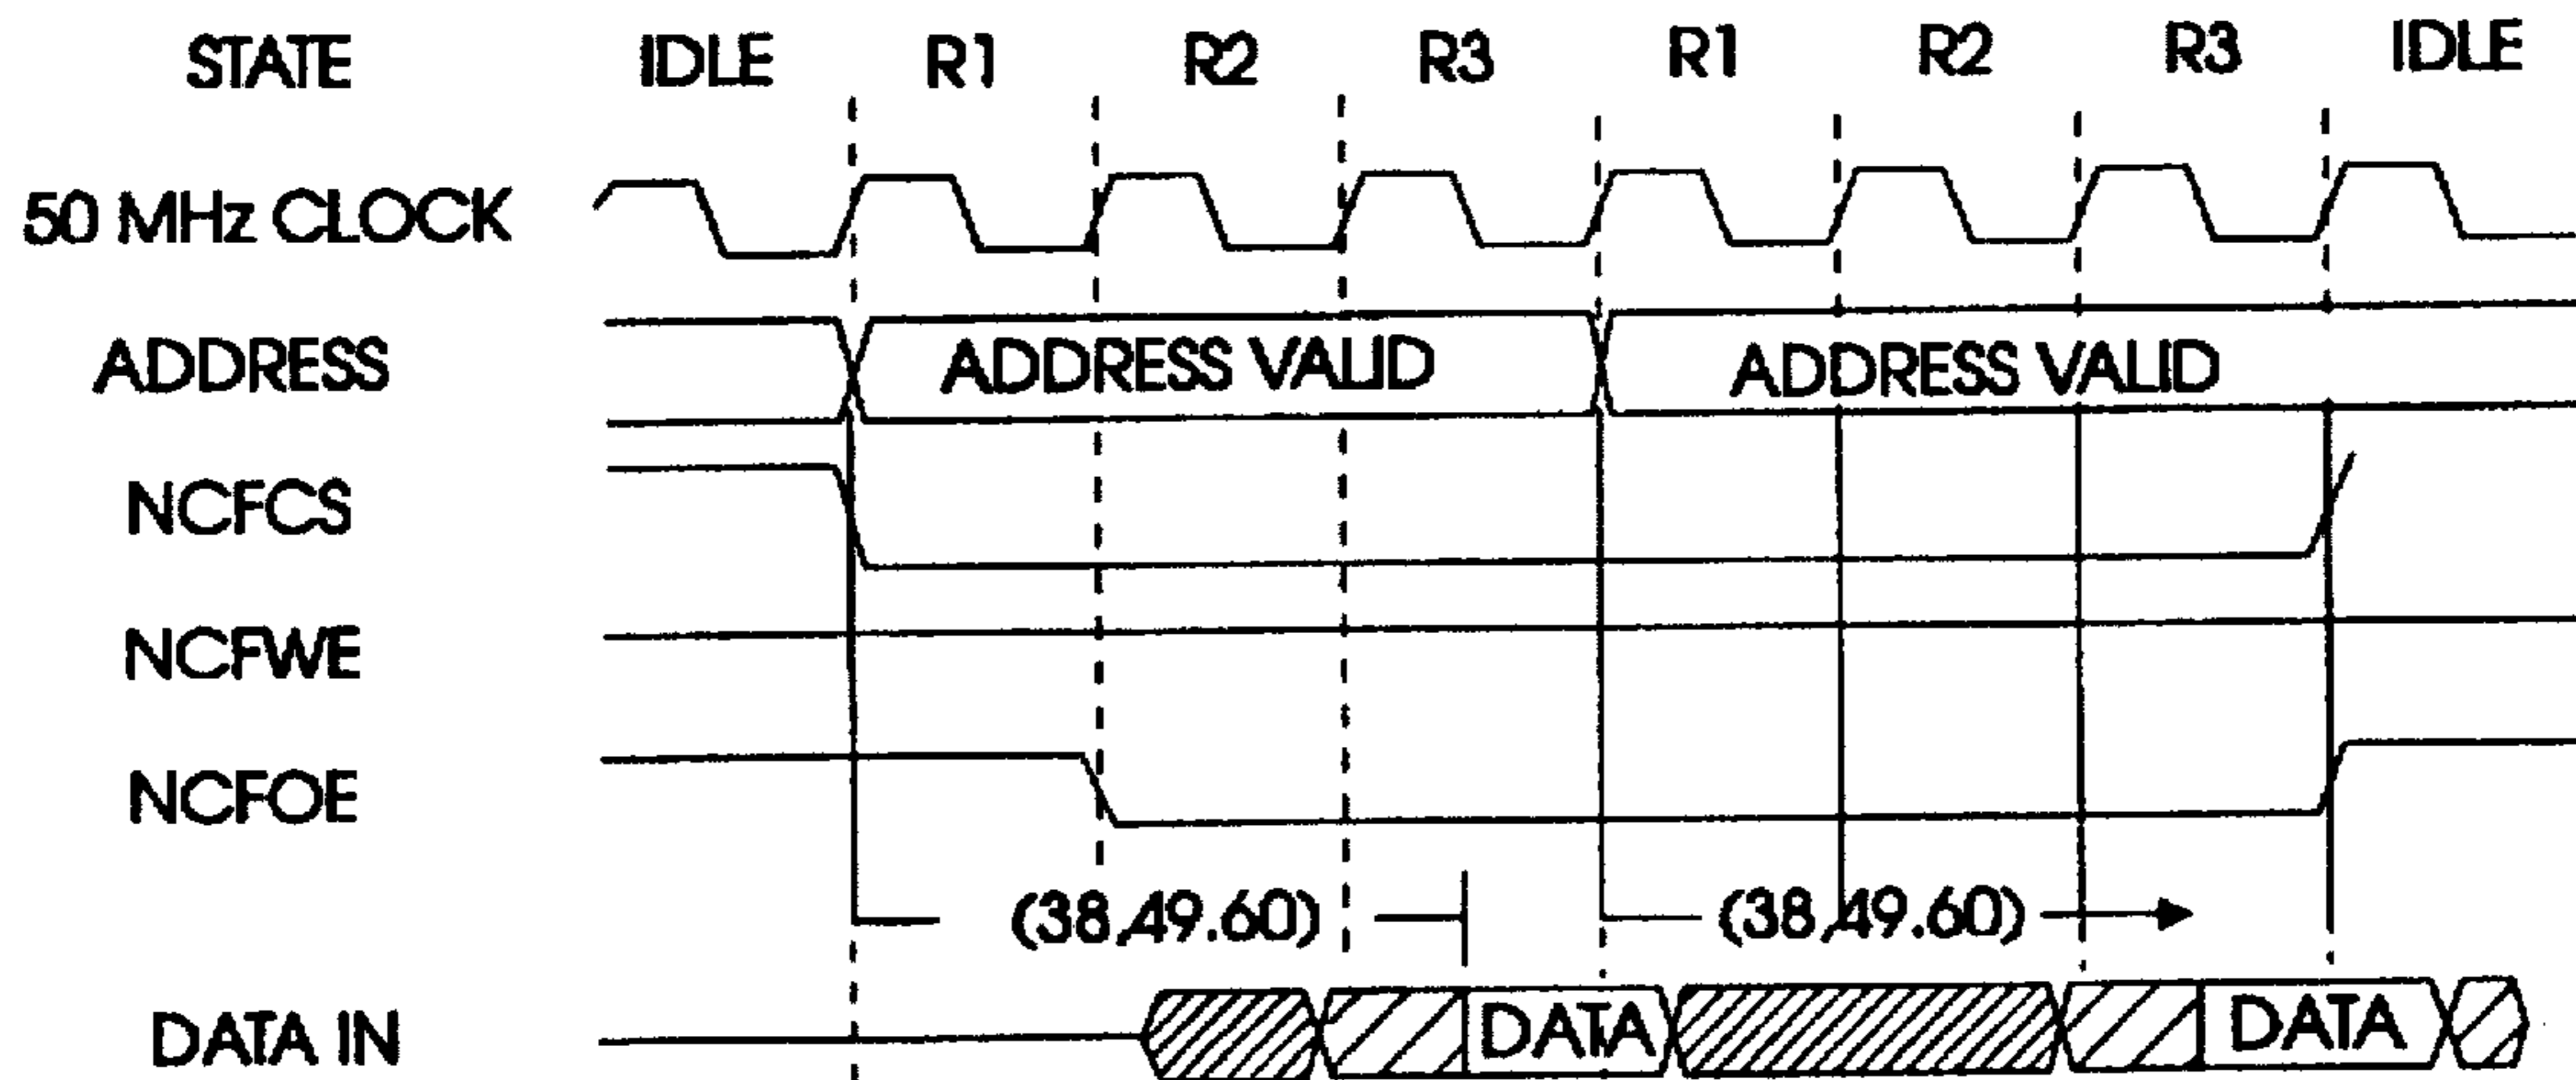 STATE IDLE R1 R2 R3 R1 R2 R3 IDLE
50 MHz CLOCK
ADDRESS ADDRESS VALID ADDRESS VALID
NCFCS
NCFWE
NCFOE
(38,49.60) (38,49.60)
DATA IN DATA DATA